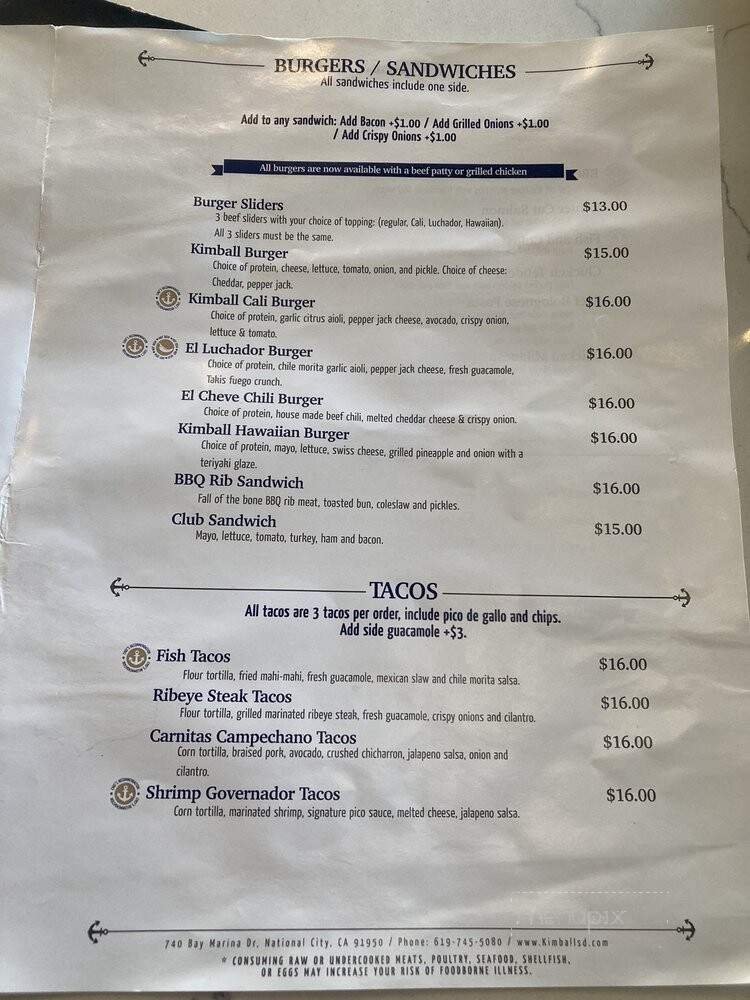 BURGERS / SANDWICHES
All sandwiches include one side.
Add to any sandwich: Add Bacon +$1.00 / Add Grilled Onions +$1.00
/ Add Crispy Onions +$1.00
All burgers are now available with a beef patty or grilled chicken
Burger Sliders $13.00
3 beef sliders with your choice of topping: (regular, Cali, Luchador, Hawaiian).
All 3 sliders must be the same.
Kimball Burger $15.00
Choice of protein, cheese, lettuce, tomato, onion, and pickle. Choice of cheese:
Cheddar, pepper jack.
Kimball Cali Burger $16.00
Choice of protein, garlic citrus aioli, pepper jack cheese, avocado, crispy onion,
lettuce & tomato.
El Luchador Burger $16.00
Choice of protein, chile morita garlic aioli, pepper jack cheese, fresh guacamole,
Takis fuego crunch.
El Cheve Chili Burger $16.00
Choice of protein, house made beef chili, melted cheddar cheese & crispy onion.
Kimball Hawaiian Burger $16.00
Choice of protein, mayo, lettuce, swiss cheese, grilled pineapple and onion with a
teriyaki glaze.
BBQ Rib Sandwich $16.00
Fall of the bone BBQ rib meat, toasted bun, coleslaw and pickles.
Club Sandwich $15.00
Mayo, lettuce, tomato, turkey, ham and bacon.
TACOS
All tacos are 3 tacos per order, include pico de gallo and chips.
Add side guacamole +$3.
Fish Tacos $16.00
Flour tortilla, fried mahi-mahi, fresh guacamole, mexican slaw and chile morita salsa.
Ribeye Steak Tacos $16.00
Flour tortilla, grilled marinated ribeye steak, fresh guacamole, crispy onions and cilantro.
Carnitas Campechano Tacos $16.00
Corn tortilla, braised pork, avocado, crushed chicharron, jalapeno salsa, onion and
cilantro.
Shrimp Governador Tacos $16.00
Corn tortilla, marinated shrimp, signature pico sauce, melted cheese, jalapeno salsa.
740 Bay Marina Dr, National City, CA 91950 / Phone: 619-745-5080 / www.Kimballsd.com
* CONSUMING RAW OR UNDERCOOKED MEATS, POULTRY, SEAFOOD, SHELLFISH,
OR EGGS MAY INCREASE YOUR RISK OF FOODBORNE ILLNESS.